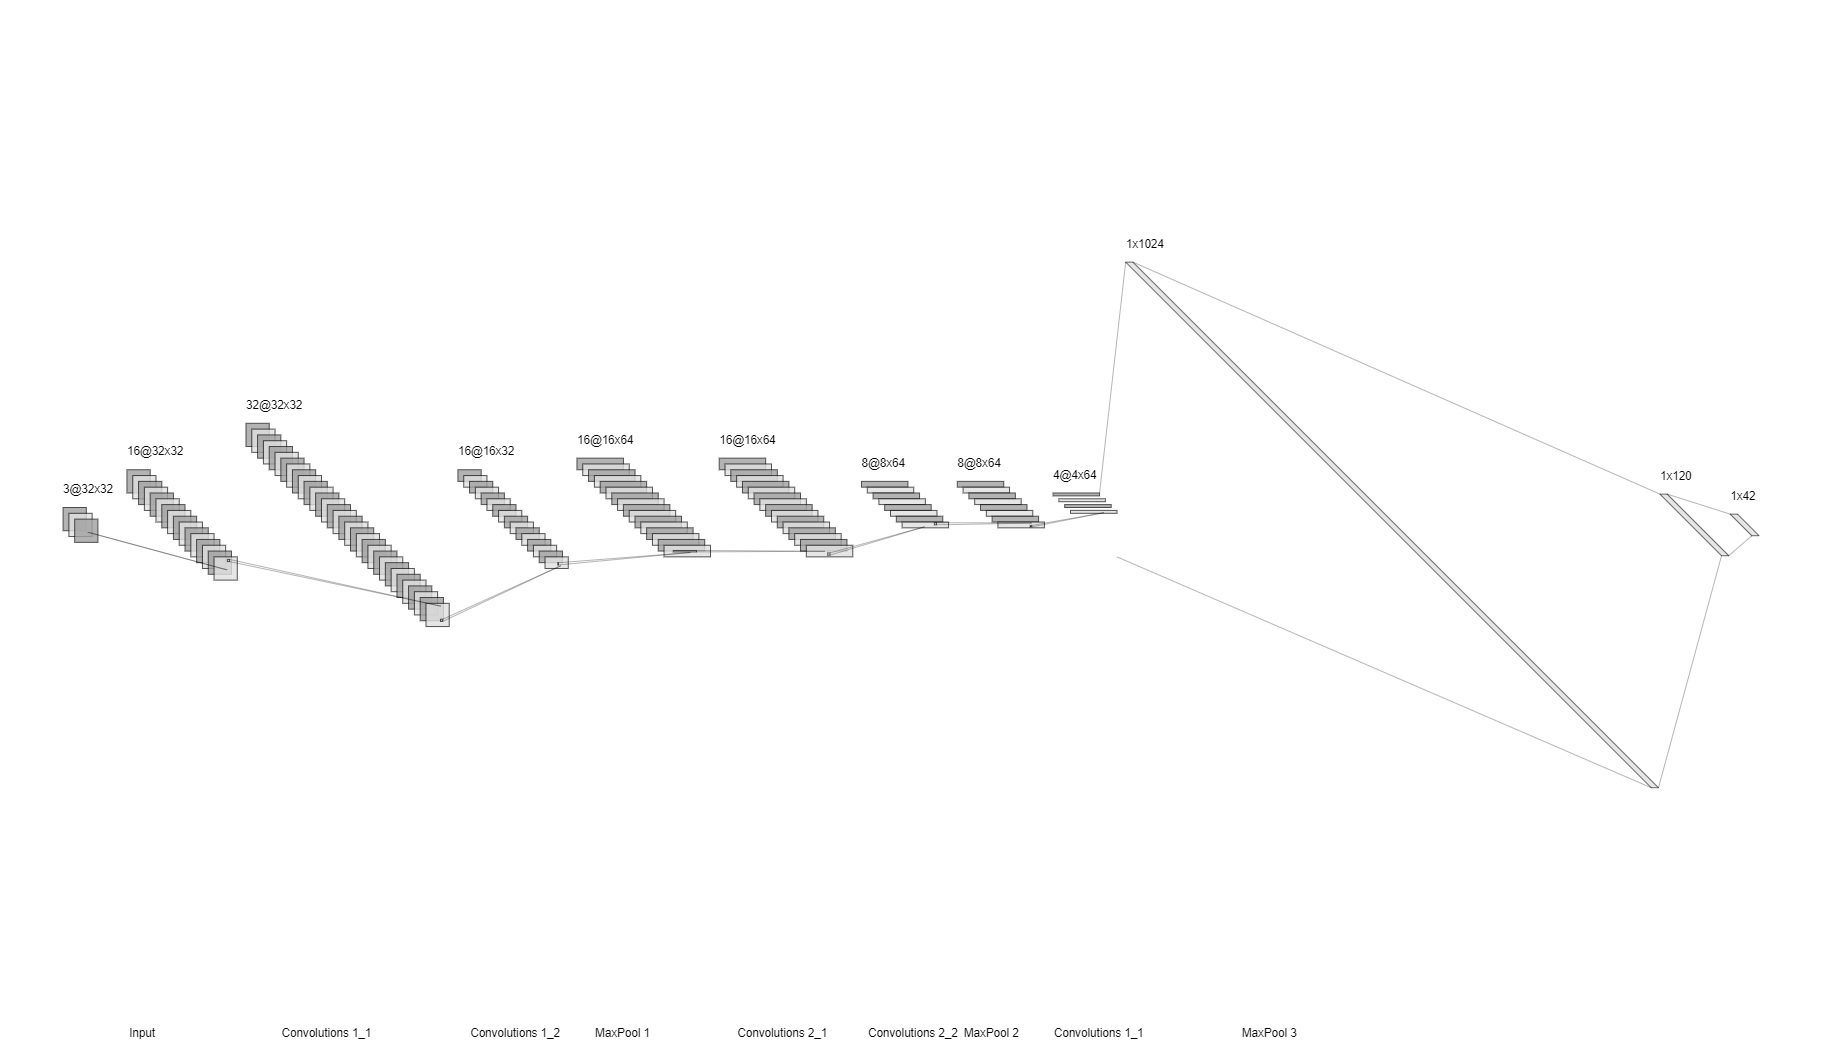 1x1024
32@32x32
16@16x64
16@16x64
16@32x32
16@16x32
8@8x64
8@8x64
4@4x64
1x120
3@32x32
1x42
Input
Convolutions 1_1
Convolutions 1_2
MaxPool 1
Convolutions 2_1
Convolutions 2_2
MaxPool 2
Convolutions 1_1
MaxPool 3